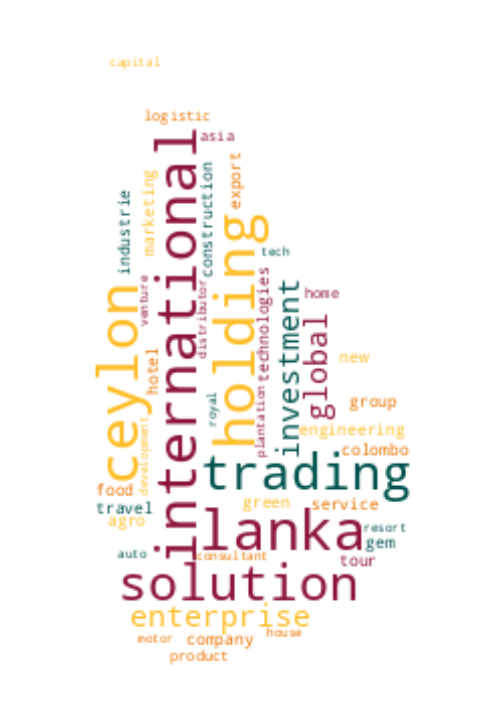 capital
logistic
asia
international
export
construction
marketing
industrie
holding
tech
technologies
venture
distributor
investment
home
ceylon
global
hotel
new
royal
plantation
group
development
engineering
colombo
trading
food
travel
green
service
agro
lanka
resort
gem
auto
consultant
tour
solution
enterprise
motor
company
house
product